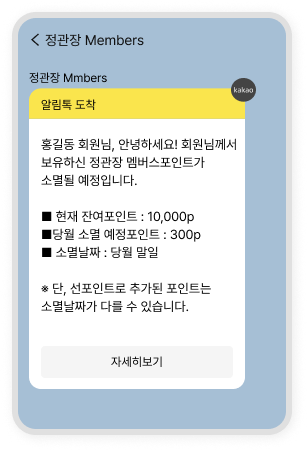 정관장 Members
정관장 Mmbers
kakao
알림톡 도착
홍길동 회원님, 안녕하세요! 회원님께서
보유하신 정관장 멤버스포인트가
소멸될 예정입니다.
■ 현재 잔여포인트 : 10,000p
■당월 소멸 예정포인트 : 300p
■ 소멸날짜 : 당월 말일
※ 단, 선포인트로 추가된 포인트는
소멸날짜가 다를 수 있습니다.
자세히보기